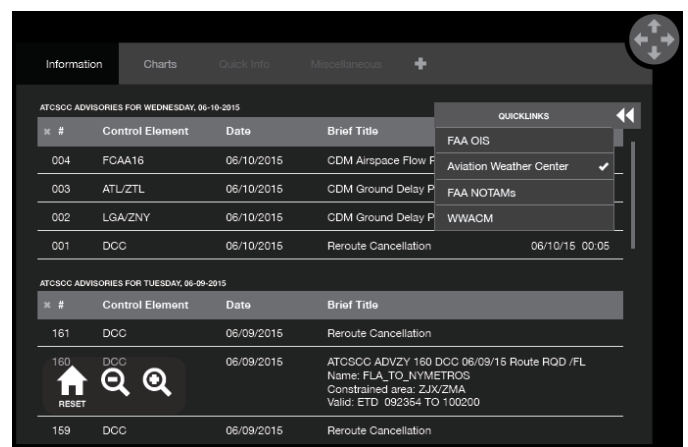 Information Charts Quick Info Miscellaneous
ATCSCC ADVISORIES FOR WEDNESDAY, 06-10-2015
QUICKLINKS
# Control Element Date Brief Title
FAA OIS
004 FCAA16 06/10/2015 CDM Airspace Flow P
Aviation Weather Center
003 ATL/ZTL 06/10/2015 CDM Ground Delay P
FAA NOTAMs
002 LGA/ZNY 06/10/2015 CDM Ground Delay P
WWACM
001 DCC 06/10/2015 Reroute Cancellation 06/10/15 00:05
ATCSCC ADVISORIES FOR TUESDAY, 06-09-2015
# Control Element Date Brief Title
161 DCC 06/09/2015 Reroute Cancellation
160 DCC 06/09/2015 ATCSCC ADVZY 160 DCC 06/09/15 Route RQD /FL
Name: FLA_TO_NYMETROS
Constrained area: ZJX/ZMA
Valid: ETD 092354 TO 100200
RESET
159 DCC 06/09/2015 Reroute Cancellation